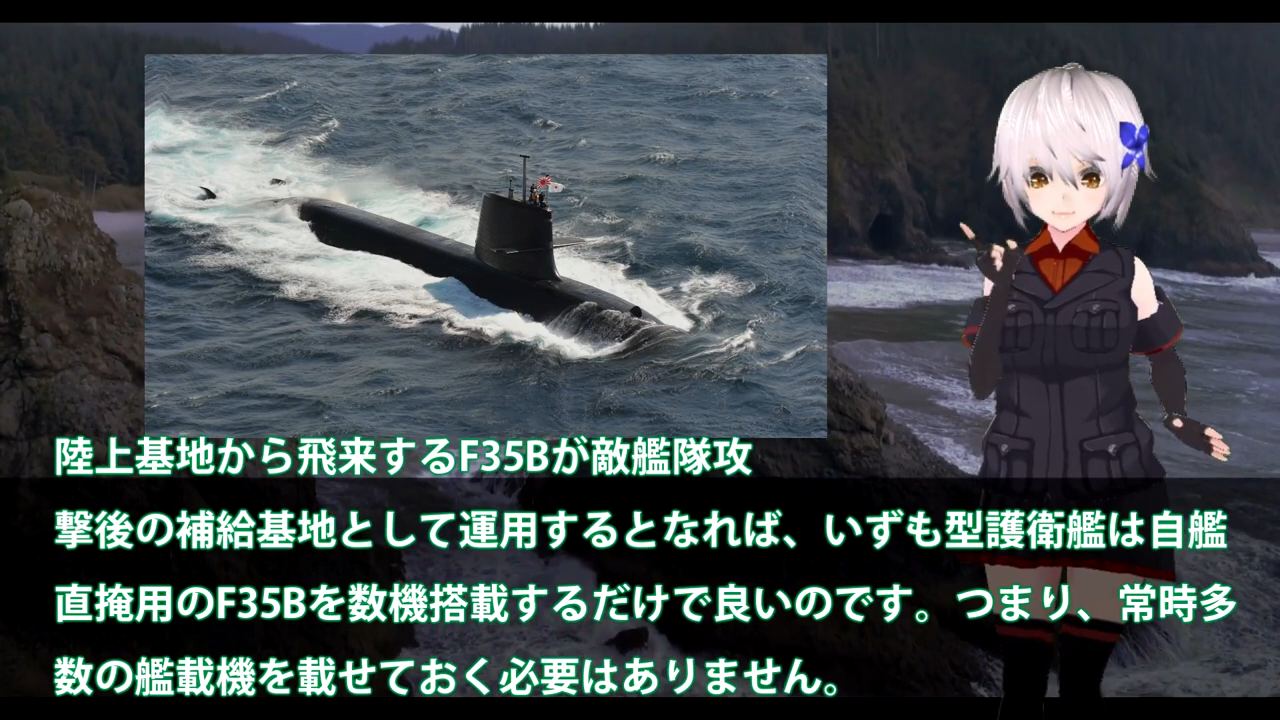 陸上基地から飛来するF35Bが敵艦隊攻
撃後の補給基地として運用するとなれば、いずも型護衛艦は自艦
直掩用のF35Bを数機搭載するだけで良いのです。つまり、常時多
数の艦載機を載せておく必要はありません。